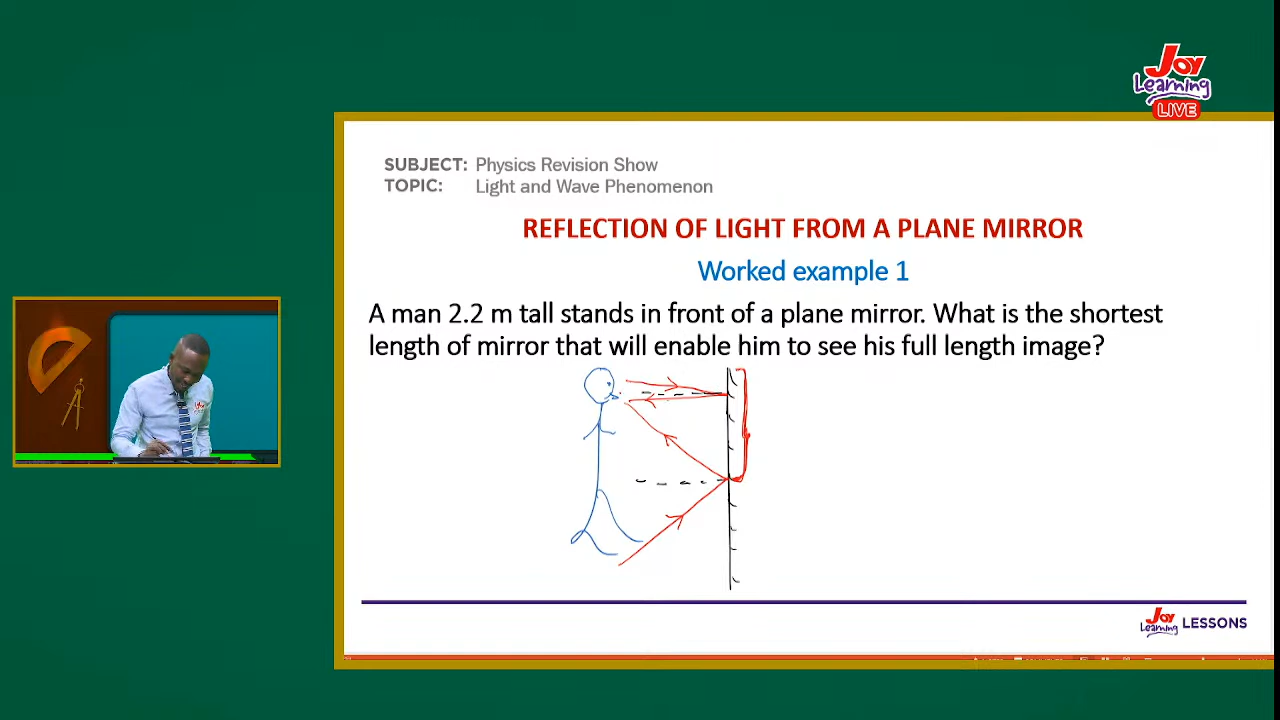 Joy
Learning
LIVE
SUBJECT: Physics Revision Show
TOPIC: Light and Wave Phenomenon
REFLECTION OF LIGHT FROM A PLANE MIRROR
Worked example 1
A man 2.2 m tall stands in front of a plane mirror. What is the shortest
length of mirror that will enable him to see his full length image?
Joy
Learning LESSONS